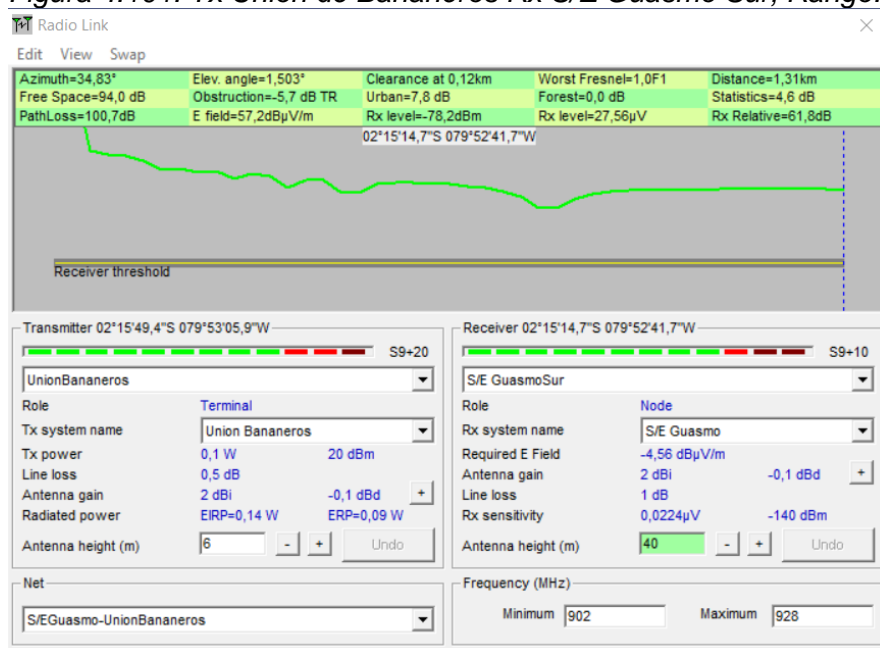 Figura 4.161. Tx Unión de Bananeros Rx S/E Guasmo Sur, Rango.
Radio Link
Edit View Swap
Azimuth=34,83° Elev. angle=1,503° Clearance at 0,12km Worst Fresnel=1,0F1 Distance=1,31km
Free Space=94,0 dB Obstruction=-5,7 dB TR Urban=7,8 dB Forest=0,0 dB Statistics=4,6 dB
PathLoss=100,7dB E field=57,2dBµV/m Rx level=-78,2dBm Rx level=27,56µV Rx Relative=61,8dB
02°15'14,7"S 079°52'41,7"W
Receiver threshold
Transmitter 02°15'49,4"S 079°53'05,9"W
S9+20
UnionBananeros
Role Terminal
Tx system name Union Bananeros
Tx power 0,1 W 20 dBm
Line loss 0,5 dB
Antenna gain 2 dBi -0,1 dBd +
Radiated power EIRP=0,14 W ERP=0,09 W
Antenna height (m) 6 - + Undo
Net
S/EGuasmo-UnionBananeros
Receiver 02°15'14,7"S 079°52'41,7"W
S9+10
S/E GuasmoSur
Role Node
Rx system name S/E Guasmo
Required E Field -4,56 dBµV/m
Antenna gain 2 dBi -0,1 dBd +
Line loss 1 dB
Rx sensitivity 0,0224µV -140 dBm
Antenna height (m) 40 - + Undo
Frequency (MHz)
Minimum 902 Maximum 928